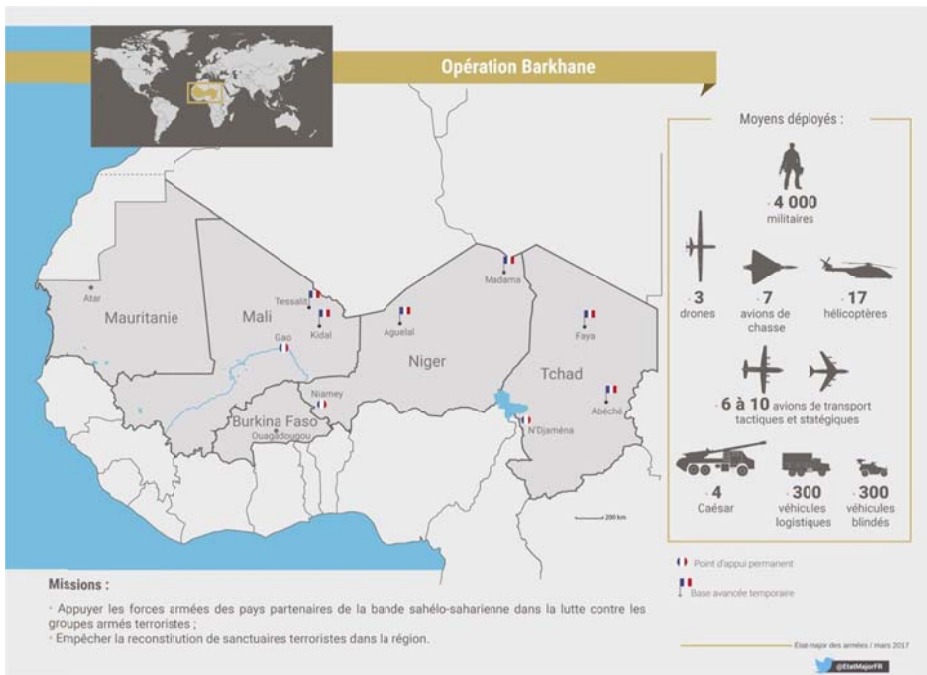 Opération Barkhane
Moyens déployés :
· 4 000
militaires
· 3
drones
· 7
avions de
chasse
· 17
hélicoptères
· 6 à 10 avions de transport
tactiques et statégiques
· 4
Caésar
· 300
véhicules
logistiques
· 300
véhicules
blindés
Atar
Mauritanie
Mali
Tessalit
Kidal
Gao
Niamey
Burkina Faso
Ouagadougou
Aguelal
Niger
Madama
Faya
Tchad
Abéché
N'Djaména
200 km
Point d'appui permanent
Base avancée temporaire
Missions :
· Appuyer les forces armées des pays partenaires de la bande sahélo-saharienne dans la lutte contre les
groupes armés terroristes ;
· Empêcher la reconstitution de sanctuaires terroristes dans la région.
État-major des armées / mars 2017
@EtatMajorFR